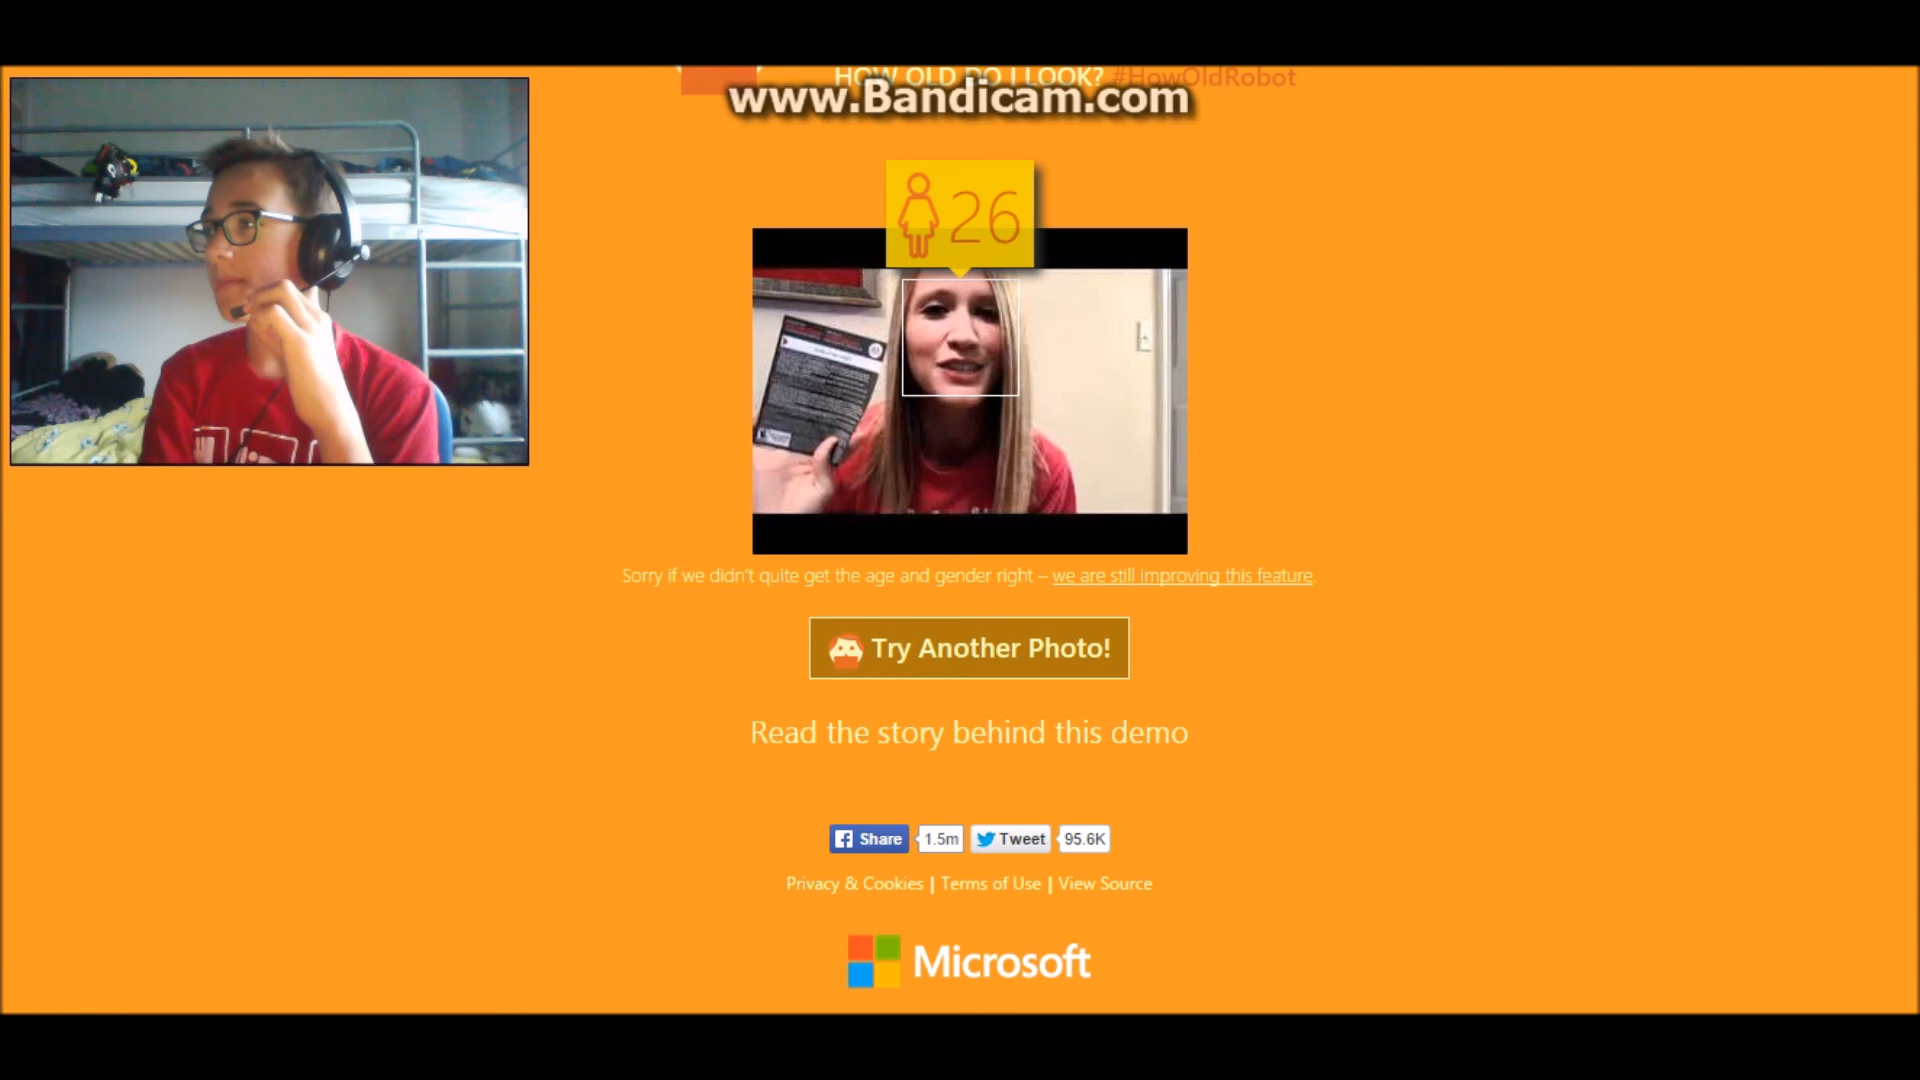 HOW OLD DO I LOOK? #HowOldRobot
www.Bandicam.com
26
Sorry if we didn't quite get the age and gender right – we are still improving this feature.
Try Another Photo!
Read the story behind this demo
Share 1.5m Tweet 95.6K
Privacy & Cookies | Terms of Use | View Source
Microsoft